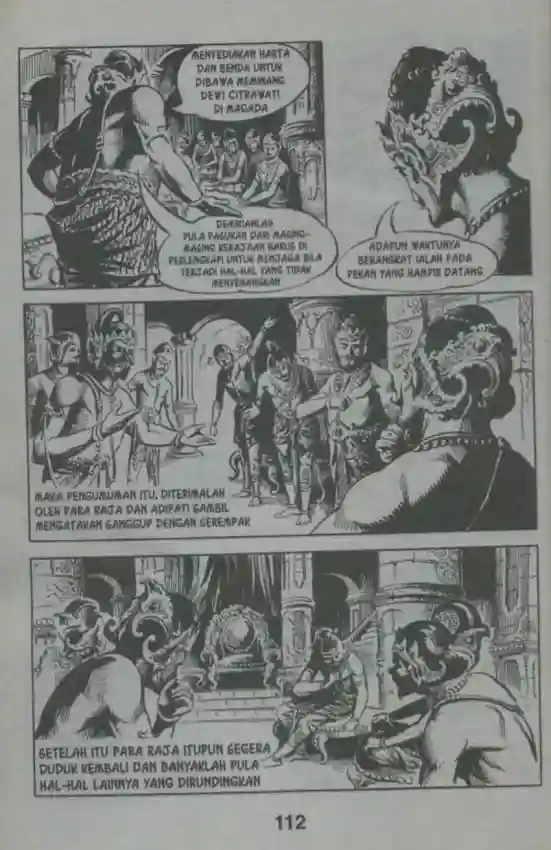 MENYEDIAKAN HARTA
DAN BENDA UNTUK
DIBAWA MEMINANG
DEWI CITRAWATI
DI MAGADA
DEMIKIANLAH
PULA PASUKAN DARI MASING-
MASING KERAJAAN HARUS DI
PERLENGKAPI UNTUK MENJAGA BILA
TERJADI HAL-HAL YANG TIDAK
MENYENANGKAN
ADAPUN WAKTUNYA
BERANGKAT IALAH PADA
PEKAN YANG HAMPIR DATANG
MAKA PENGUMUMAN ITU, DITERIMALAH
OLEH PARA RAJA DAN ADIPATI SAMBIL
MENGATAKAN SANGGUP DENGAN SEREMPAK
SETELAH ITU PARA RAJA ITUPUN SEGERA
DUDUK KEMBALI DAN BANYAKLAH PULA
HAL-HAL LAINNYA YANG DIRUNDINGKAN
112